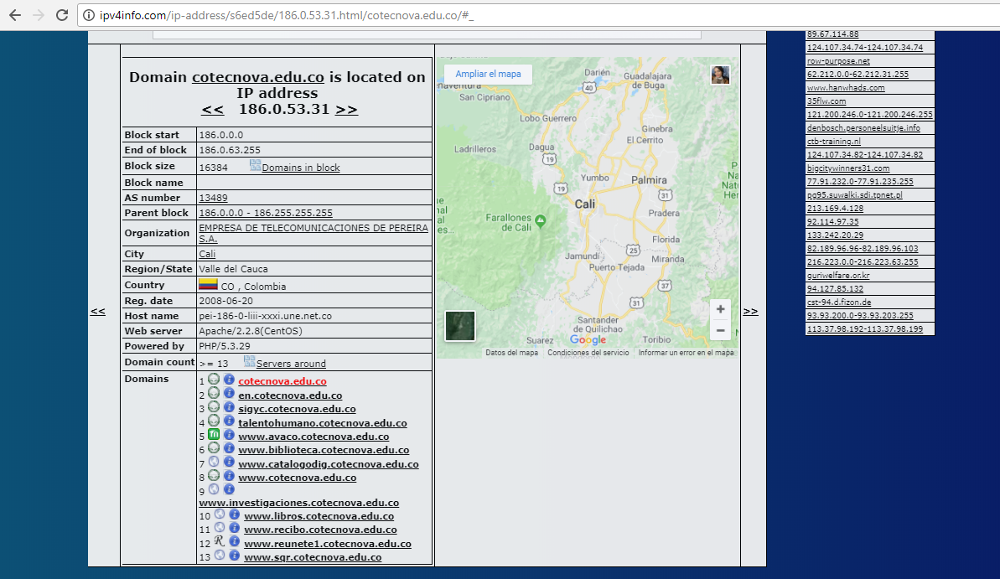 ipv4info.com/ip-address/s6ed5de/186.0.53.31.html/cotecnova.edu.co/#_
Domain cotecnova.edu.co is located on
IP address
<< 186.0.53.31 >>
Block start 186.0.0.0
End of block 186.0.63.255
Block size 16384 Domains in block
Block name
AS number 13489
Parent block 186.0.0.0 - 186.255.255.255
Organization EMPRESA DE TELECOMUNICACIONES DE PEREIRA
S.A.
City Cali
Region/State Valle del Cauca
Country CO , Colombia
Reg. date 2008-06-20
Host name pei-186-0-liii-xxxi.une.net.co
Web server Apache/2.2.8(CentOS)
Powered by PHP/5.3.29
Domain count >= 13 Servers around
Domains
1 cotecnova.edu.co
2 en.cotecnova.edu.co
3 sigyc.cotecnova.edu.co
4 talentohumano.cotecnova.edu.co
5 www.avaco.cotecnova.edu.co
6 www.biblioteca.cotecnova.edu.co
7 www.catalogodig.cotecnova.edu.co
8 www.cotecnova.edu.co
9
www.investigaciones.cotecnova.edu.co
10 www.libros.cotecnova.edu.co
11 www.recibo.cotecnova.edu.co
12 www.reunete1.cotecnova.edu.co
13 www.sgr.cotecnova.edu.co
<<
>>
Ampliar el mapa
Darién
Guadalajara
de Buga
40
San Cipriano
Lobo Guerrero
Ginebra
El Cerrito
Ladrilleros
Dagua
19
Yumbo
Palmira
19
31
Cali
Pradera
Farallones
de Cali
Florida
25
Jamundí
Miranda
Puerto Tejada
37
31
Santander
de Quilichao
Suarez
Google
Toribio
+
−
Datos del mapa Condiciones del servicio Informar un error en el mapa
89.67.114.88
124.107.34.74-124.107.34.74
row-purpose.net
62.212.0.0-62.212.31.255
www.hanwhads.com
35flw.com
121.200.246.0-121.200.246.255
denbosch.personeelsuitje.info
ctb-training.nl
124.107.34.82-124.107.34.82
bigcitywinners31.com
77.91.232.0-77.91.235.255
pg95.suwalki.sdi.tpnet.pl
213.169.4.128
92.114.97.35
133.242.20.29
82.189.96.96-82.189.96.103
216.223.0.0-216.223.63.255
guriwelfare.or.kr
94.127.85.132
cst-94.d.fizon.de
93.93.200.0-93.93.203.255
113.37.98.192-113.37.98.199